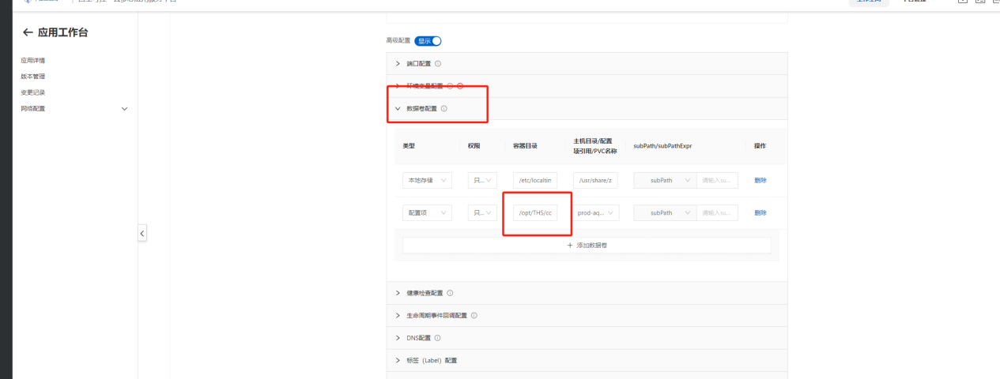 ← 应用工作台
应用详情
版本管理
变更记录
网络配置
高级配置 显示
端口配置
环境变量配置
数据卷配置
类型 权限 容器目录 主机目录/配置项引用/PVC名称 subPath/subPathExpr 操作
本地存储 只... /etc/localtim /usr/share/z subPath 请输入su... 删除
配置项 只... /opt/THS/cc prod-aq... subPath 请输入su... 删除
+ 添加数据卷
健康检查配置
生命周期事件回调配置
DNS配置
标签（Label）配置